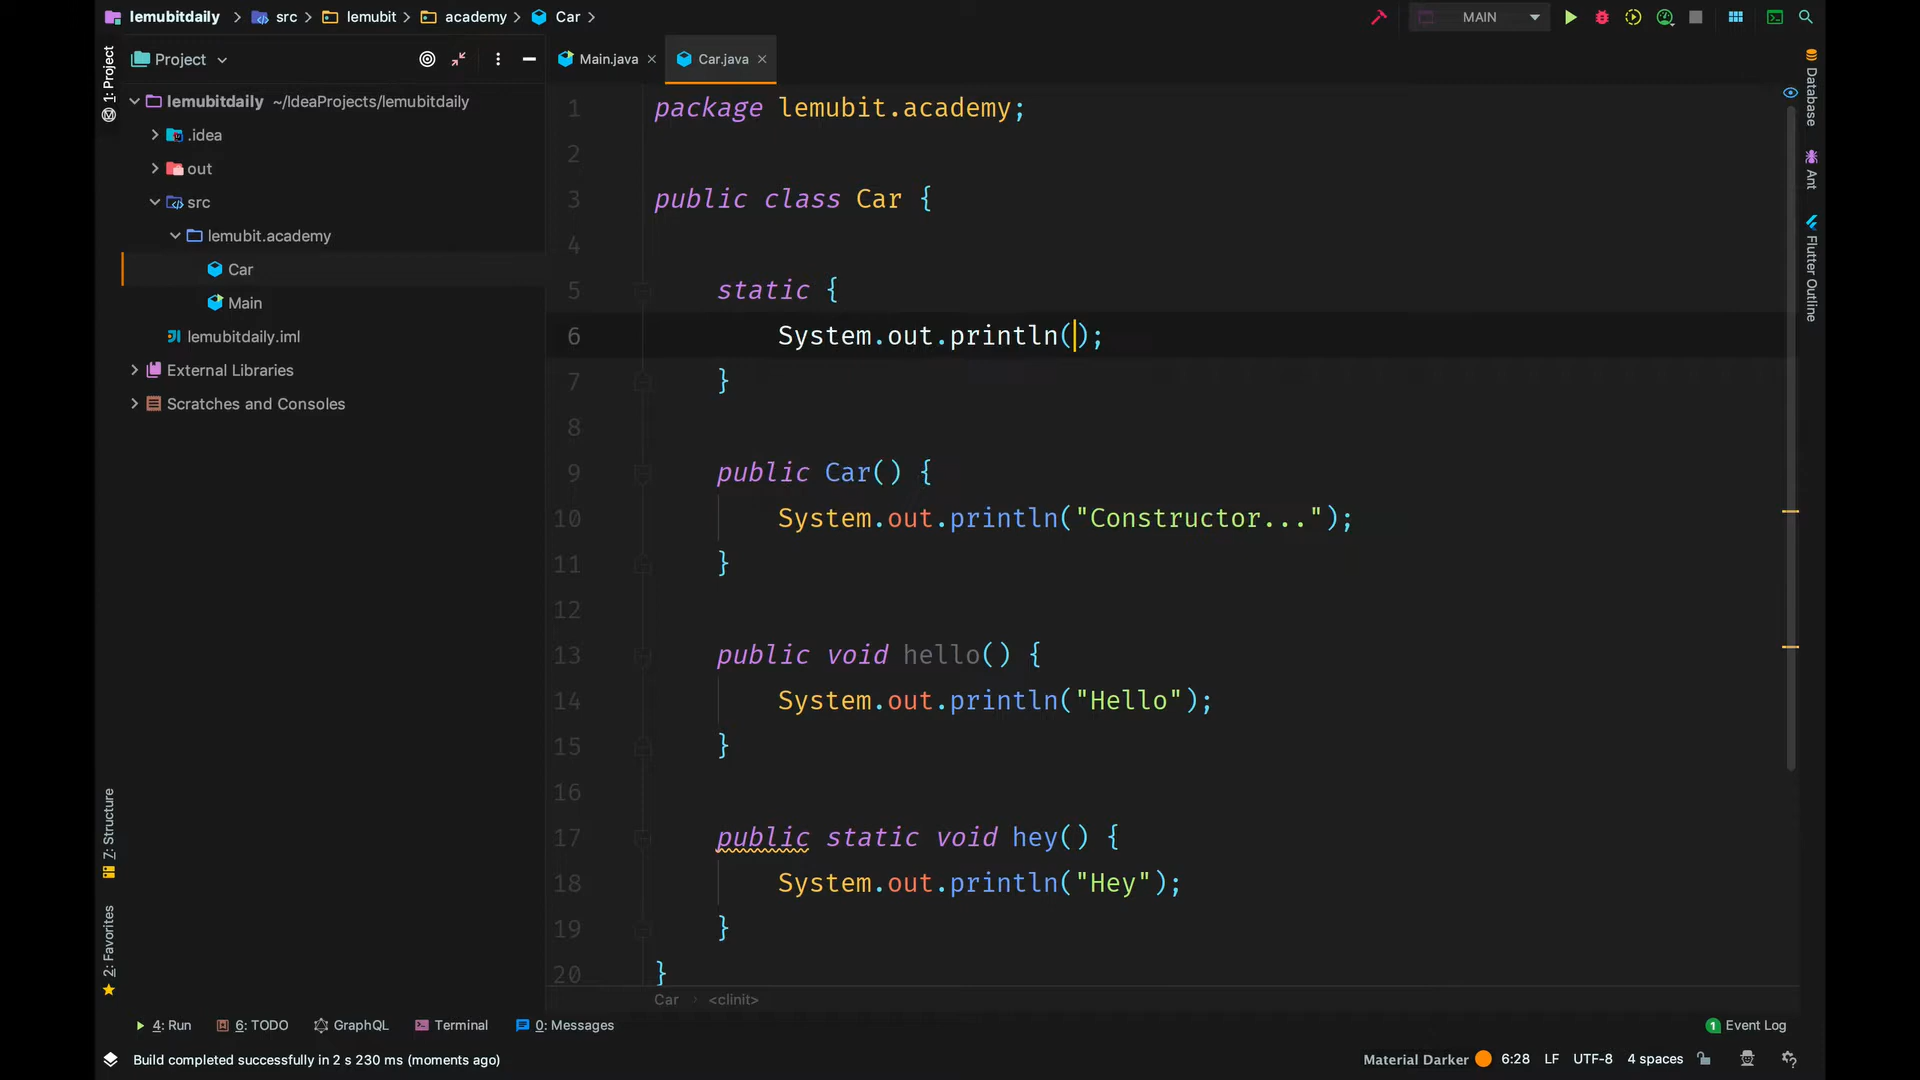 lemubitdaily src lemubit academy Car
MAIN
1: Project
Project
Main.java
Car.java
lemubitdaily ~/IdeaProjects/lemubitdaily
.idea
out
src
lemubit.academy
Car
Main
lemubitdaily.iml
External Libraries
Scratches and Consoles
1 package lemubit.academy;
2
3 public class Car {
4
5 static {
6 System.out.println();
7 }
8
9 public Car() {
10 System.out.println("Constructor...");
11 }
12
13 public void hello() {
14 System.out.println("Hello");
15 }
16
17 public static void hey() {
18 System.out.println("Hey");
19 }
20 }
Car › <clinit>
Database
Ant
Flutter Outline
7: Structure
2: Favorites
4: Run 6: TODO GraphQL Terminal 0: Messages 1 Event Log
Build completed successfully in 2 s 230 ms (moments ago) Material Darker 6:28 LF UTF-8 4 spaces